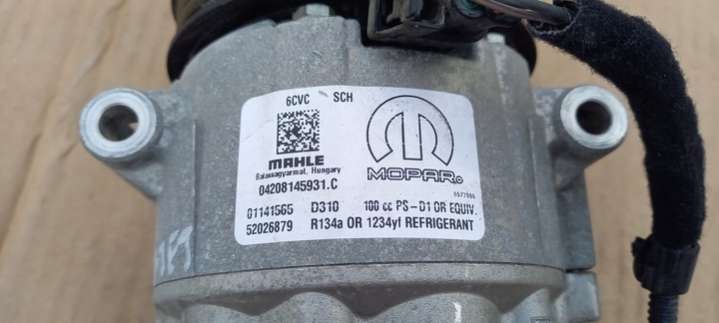 6CVC SCH
MAHLE
Balassagyarmat, Hungary
MOPAR®
04208145931.C
01141565 D310 100 cc PS-D1 OR EQUIV.
52026879 R134a OR 1234yf REFRIGERANT